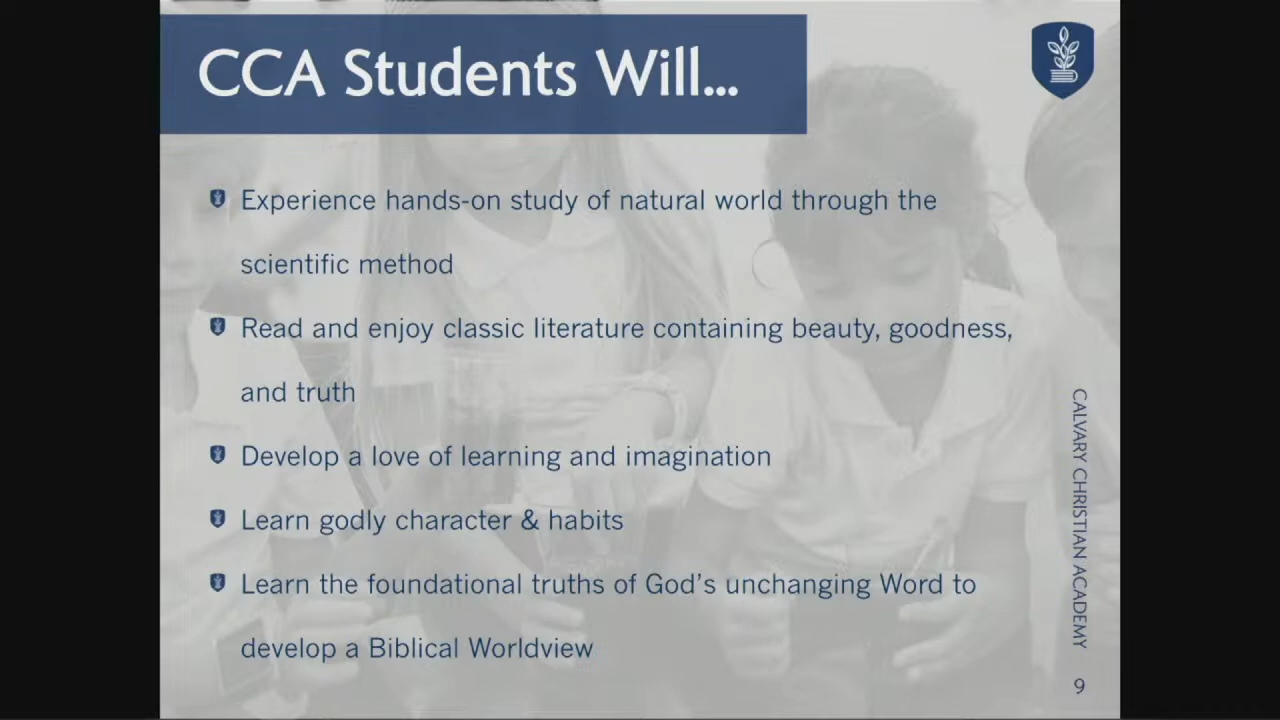 CCA Students Will...
Experience hands-on study of natural world through the
scientific method
Read and enjoy classic literature containing beauty, goodness,
and truth
Develop a love of learning and imagination
Learn godly character & habits
Learn the foundational truths of God's unchanging Word to
develop a Biblical Worldview
CALVARY CHRISTIAN ACADEMY
9